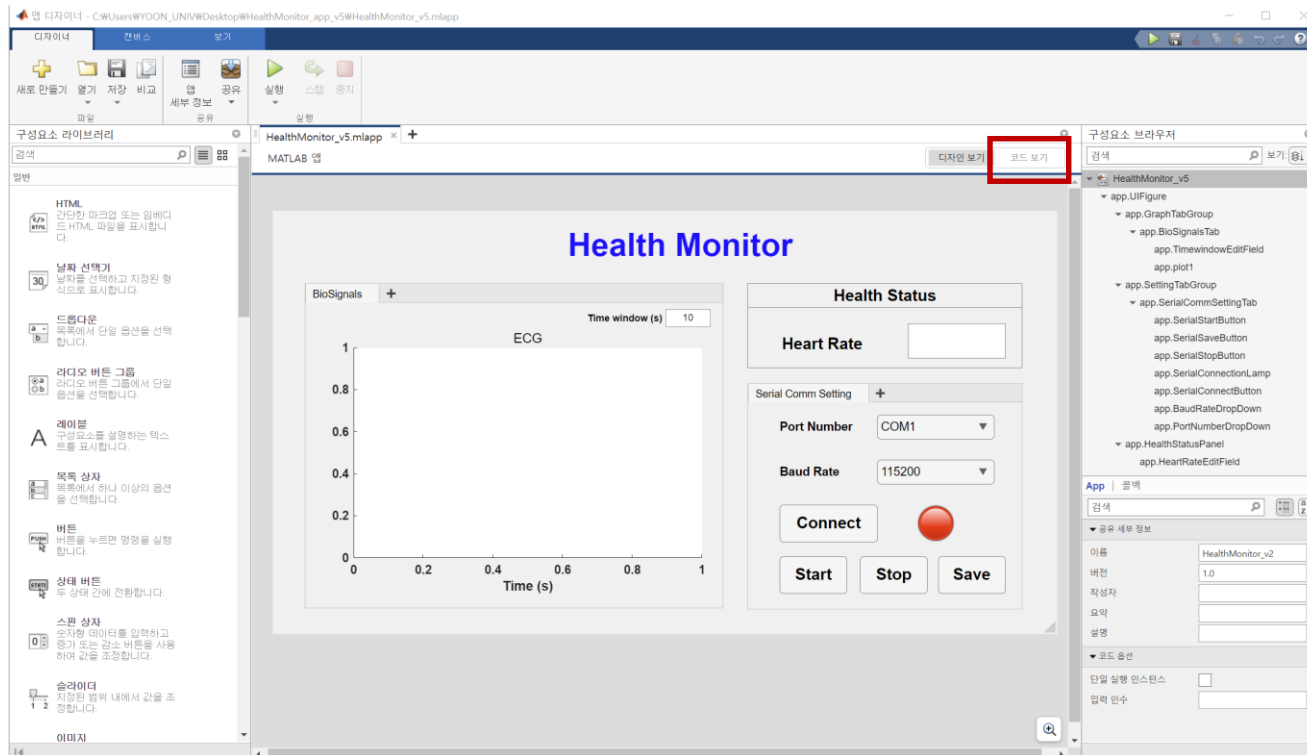 앱 디자이너 - C:₩Users₩YOON_UNIV₩Desktop₩HealthMonitor_app_v5₩HealthMonitor_v5.mlapp
디자이너 캔버스 보기
새로 만들기 열기 저장 비교 앱 세부 정보 공유 실행 스텝 중지
파일 공유 실행
구성요소 라이브러리
검색
일반
HTML
간단한 마크업 또는 임베디
드 HTML 파일을 표시합니
다.
날짜 선택기
날짜를 선택하고 지정된 형
식으로 표시합니다.
드롭다운
목록에서 단일 옵션을 선택
합니다.
라디오 버튼 그룹
라디오 버튼 그룹에서 단일
옵션을 선택합니다.
레이블
구성요소를 설명하는 텍스
트를 표시합니다.
목록 상자
목록에서 하나 이상의 옵션
을 선택합니다.
버튼
버튼을 누르면 명령을 실행
합니다.
상태 버튼
두 상태 간에 전환합니다.
스핀 상자
숫자형 데이터를 입력하고
증가 또는 감소 버튼을 사용
하여 값을 조정합니다.
슬라이더
지정된 범위 내에서 값을 조
정합니다.
이미지
HealthMonitor_v5.mlapp
MATLAB 앱
디자인 보기 코드 보기
Health Monitor
BioSignals
Time window (s) 10
ECG
1
0.8
0.6
0.4
0.2
0
0 0.2 0.4 0.6 0.8 1
Time (s)
Health Status
Heart Rate
Serial Comm Setting
Port Number COM1
Baud Rate 115200
Connect
Start Stop Save
구성요소 브라우저
검색 보기:
HealthMonitor_v5
app.UIFigure
app.GraphTabGroup
app.BioSignalsTab
app.TimewindowEditField
app.plot1
app.SettingTabGroup
app.SerialCommSettingTab
app.SerialStartButton
app.SerialSaveButton
app.SerialStopButton
app.SerialConnectionLamp
app.SerialConnectButton
app.BaudRateDropDown
app.PortNumberDropDown
app.HealthStatusPanel
app.HeartRateEditField
App | 콜백
검색
공유 세부 정보
이름 HealthMonitor_v2
버전 1.0
작성자
요약
설명
코드 옵션
단일 실행 인스턴스
입력 인수